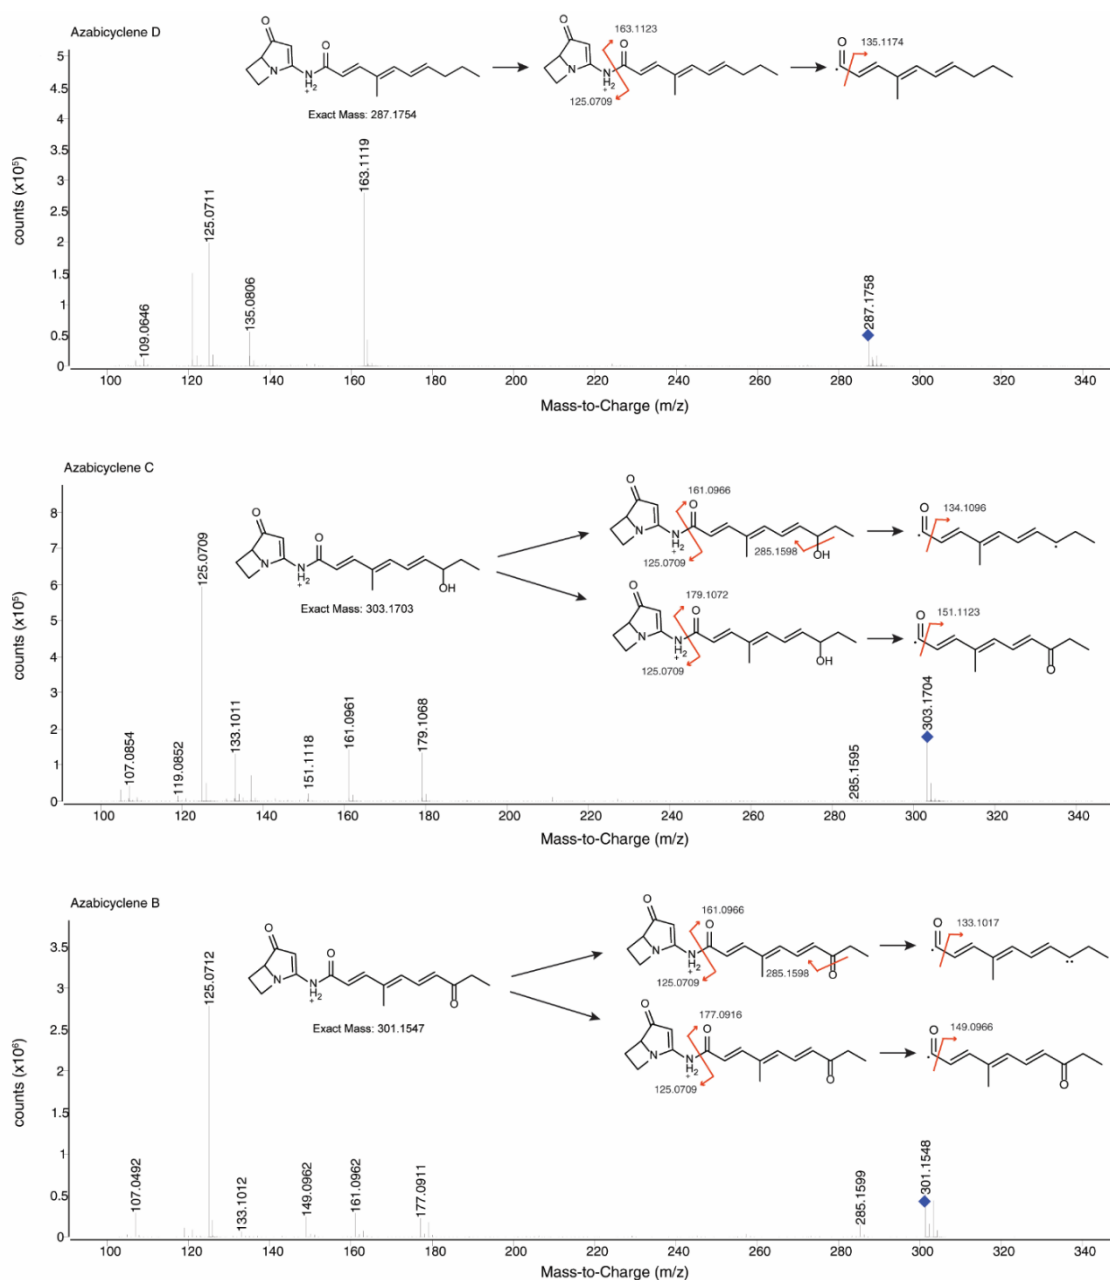 Azabicyclene D
O
O
N
N
H2
+
Exact Mass: 287.1754
O
163.1123
O
N
N
H2
+
125.0709
O
135.1174
counts (x10⁵)
5
4.5
4
3.5
3
2.5
2
1.5
1
0.5
0
109.0646
125.0711
135.0806
163.1119
287.1758
100 120 140 160 180 200 220 240 260 280 300 320 340
Mass-to-Charge (m/z)
Azabicyclene C
O
O
N
N
H2
+
OH
Exact Mass: 303.1703
O
161.0966
O
N
N
H2
+
125.0709
285.1598
OH
O
134.1096
O
179.1072
O
N
N
H2
+
125.0709
OH
O
151.1123
O
counts (x10⁵)
8
7
6
5
4
3
2
1
0
107.0854
119.0852
125.0709
133.1011
151.1118
161.0961
179.1068
285.1595
303.1704
100 120 140 160 180 200 220 240 260 280 300 320 340
Mass-to-Charge (m/z)
Azabicyclene B
O
O
N
N
H2
+
O
Exact Mass: 301.1547
O
161.0966
O
N
N
H2
+
125.0709
285.1598
O
O
133.1017
O
177.0916
O
N
N
H2
+
125.0709
O
O
149.0966
O
counts (x10⁶)
3.5
3
2.5
2
1.5
1
0.5
0
107.0492
125.0712
133.1012
149.0962
161.0962
177.0911
285.1599
301.1548
100 120 140 160 180 200 220 240 260 280 300 320 340
Mass-to-Charge (m/z)